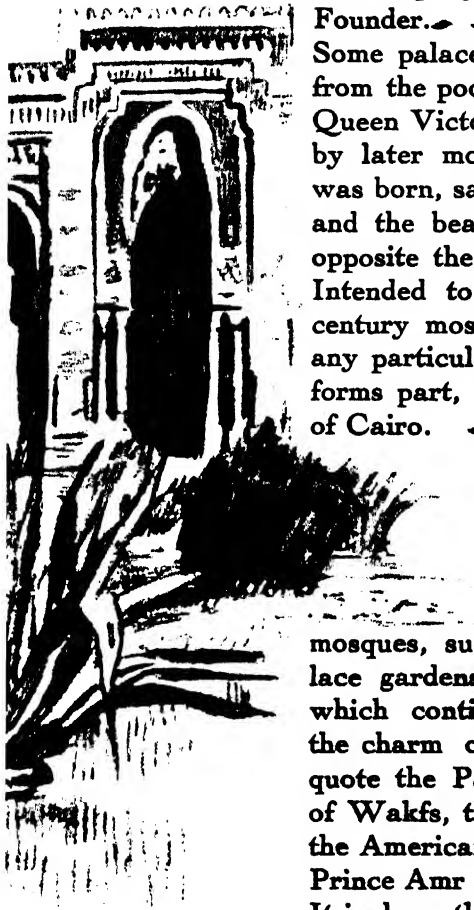 Founder.
Some palace
from the poo
Queen Victo
by later mo
was born, sa
and the bea
opposite the
Intended to
century mos
any particul
forms part,
of Cairo.
mosques, su
lace gardens
which conti
the charm c
quote the Pa
of Wakfs, t
the American
Prince Amr